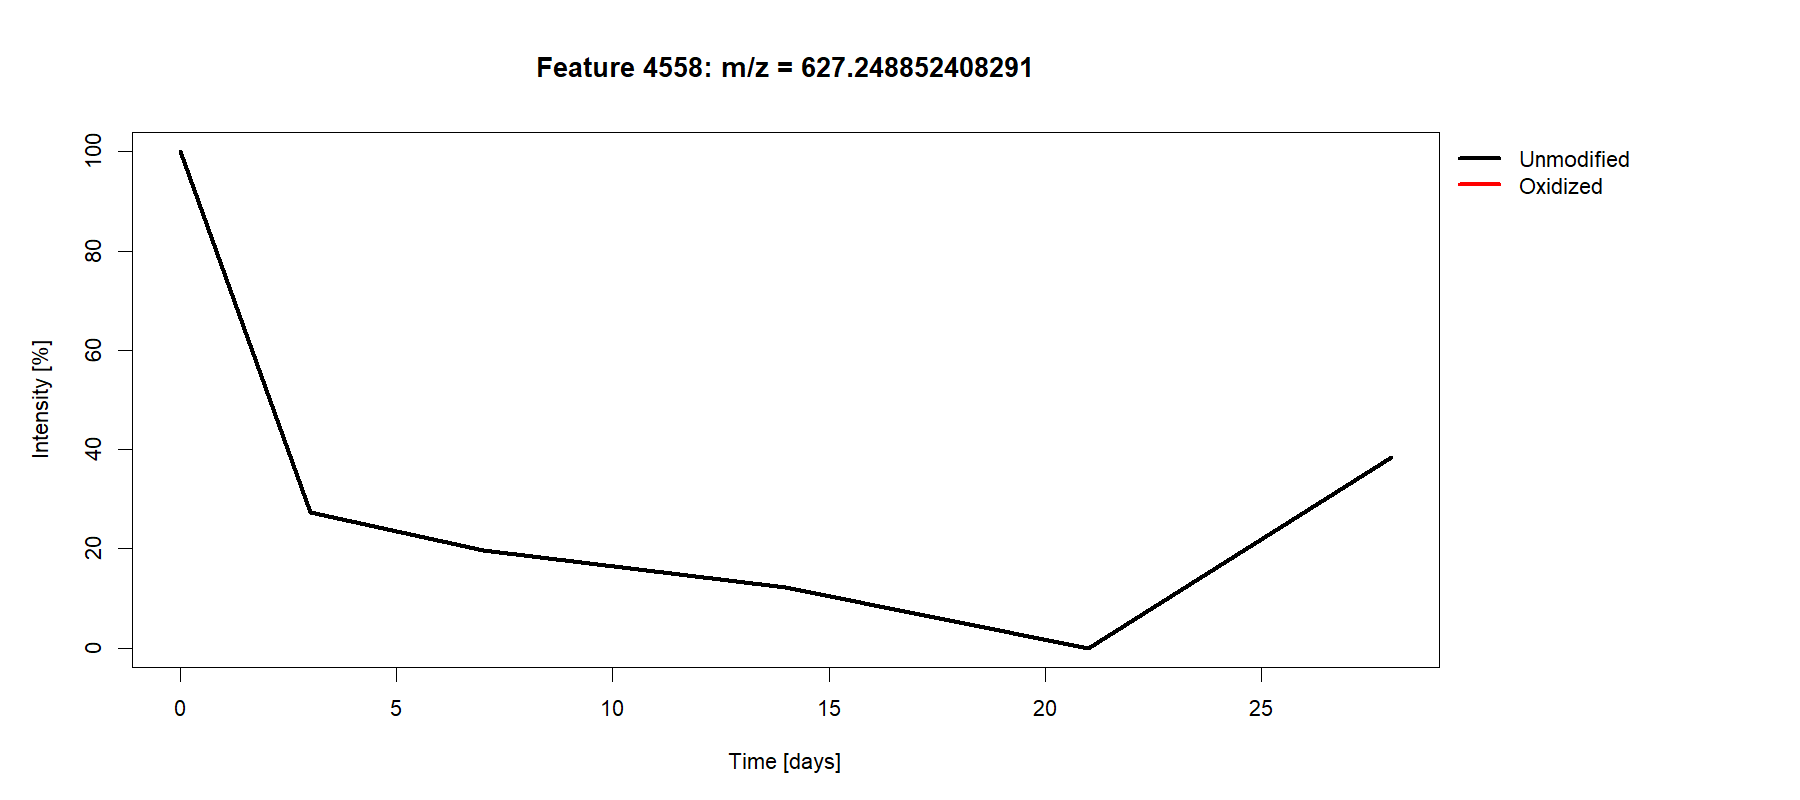 Feature 4558: m/z = 627.248852408291
Unmodified
Oxidized
Intensity [%]
100
80
60
40
20
0
0 5 10 15 20 25
Time [days]